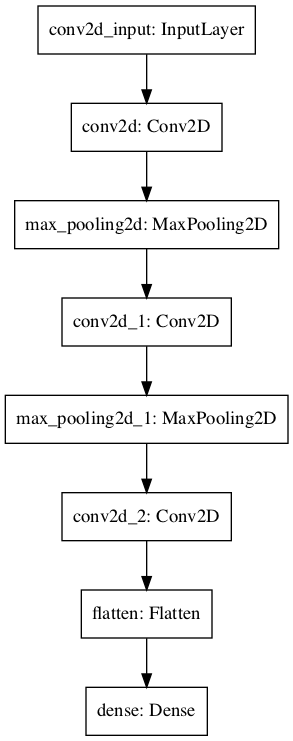 conv2d_input: InputLayer
conv2d: Conv2D
max_pooling2d: MaxPooling2D
conv2d_1: Conv2D
max_pooling2d_1: MaxPooling2D
conv2d_2: Conv2D
flatten: Flatten
dense: Dense